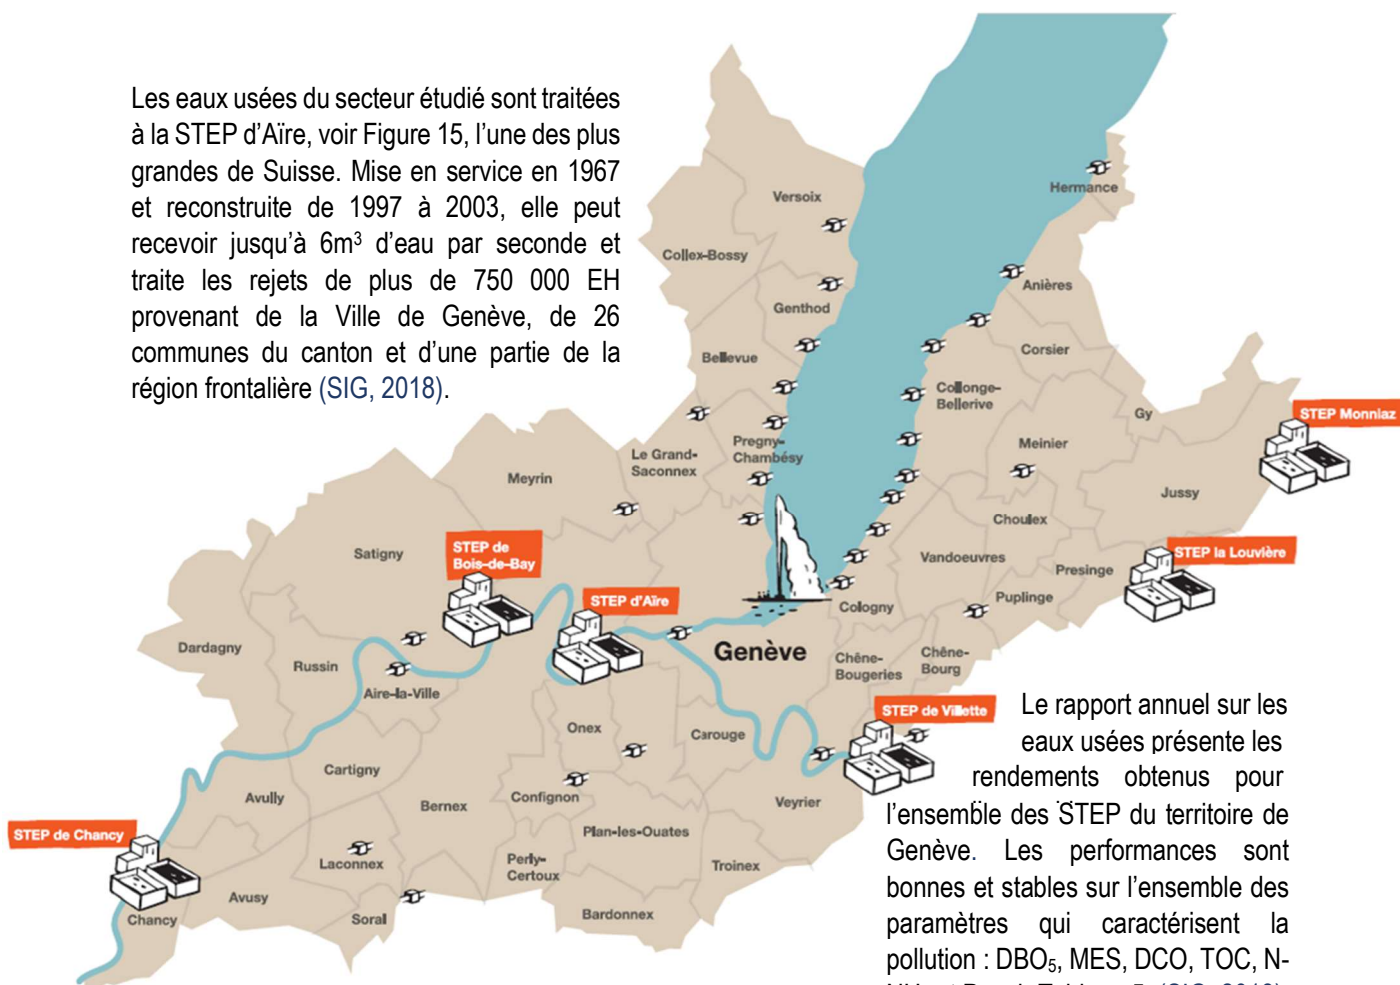 Les eaux usées du secteur étudié sont traitées
à la STEP d'Aïre, voir Figure 15, l'une des plus
grandes de Suisse. Mise en service en 1967
et reconstruite de 1997 à 2003, elle peut
recevoir jusqu'à 6m³ d'eau par seconde et
traite les rejets de plus de 750 000 EH
provenant de la Ville de Genève, de 26
communes du canton et d'une partie de la
région frontalière (SIG, 2018).
Hermance
Versoix
Collex-Bossy
Anières
Genthod
Corsier
Bellevue
Collonge-
Bellerive
Gy
STEP Monniaz
Pregny-
Chambésy
Meinier
Le Grand-
Saconnex
Meyrin
Jussy
Choulex
STEP de
Bois-de-Bay
Satigny
STEP la Louvière
Vandoeuvres
Presinge
Puplinge
STEP d'Aïre
Cologny
Genève
Dardagny
Russin
Chêne-
Bougeries
Chêne-
Bourg
Aire-la-Ville
STEP de Villette
Onex
Carouge
Cartigny
Avully
Bernex
Confignon
Veyrier
Plan-les-Ouates
STEP de Chancy
Laconnex
Perly-
Certoux
Troinex
Avusy
Soral
Bardonnex
Chancy
Le rapport annuel sur les
eaux usées présente les
rendements obtenus pour
l'ensemble des STEP du territoire de
Genève. Les performances sont
bonnes et stables sur l'ensemble des
paramètres qui caractérisent la
pollution : DBO₅, MES, DCO, TOC, N-